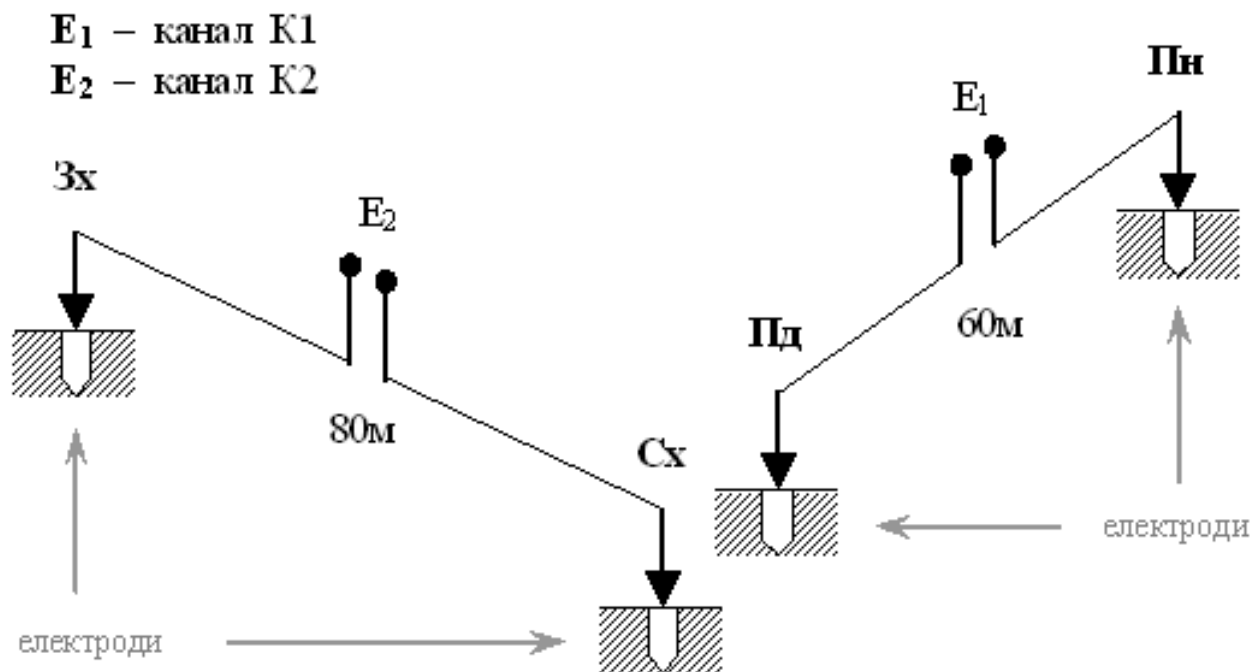 E₁ – канал К1
E₂ – канал К2
Пн
E₁
Зх
E₂
60м
Пд
80м
Сх
електроди
електроди